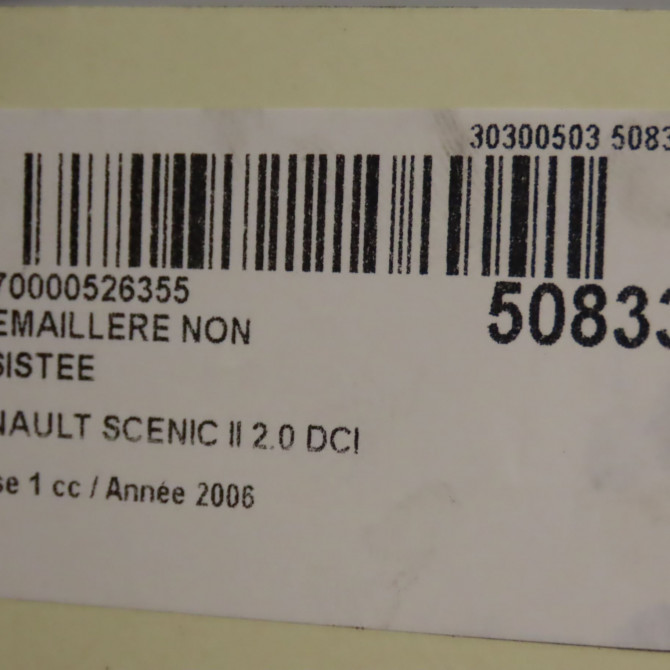 30300503 5083
70000526355
5083
EMAILLERE NON
SISTEE
NAULT SCENIC II 2.0 DCI
se 1 cc / Année 2006